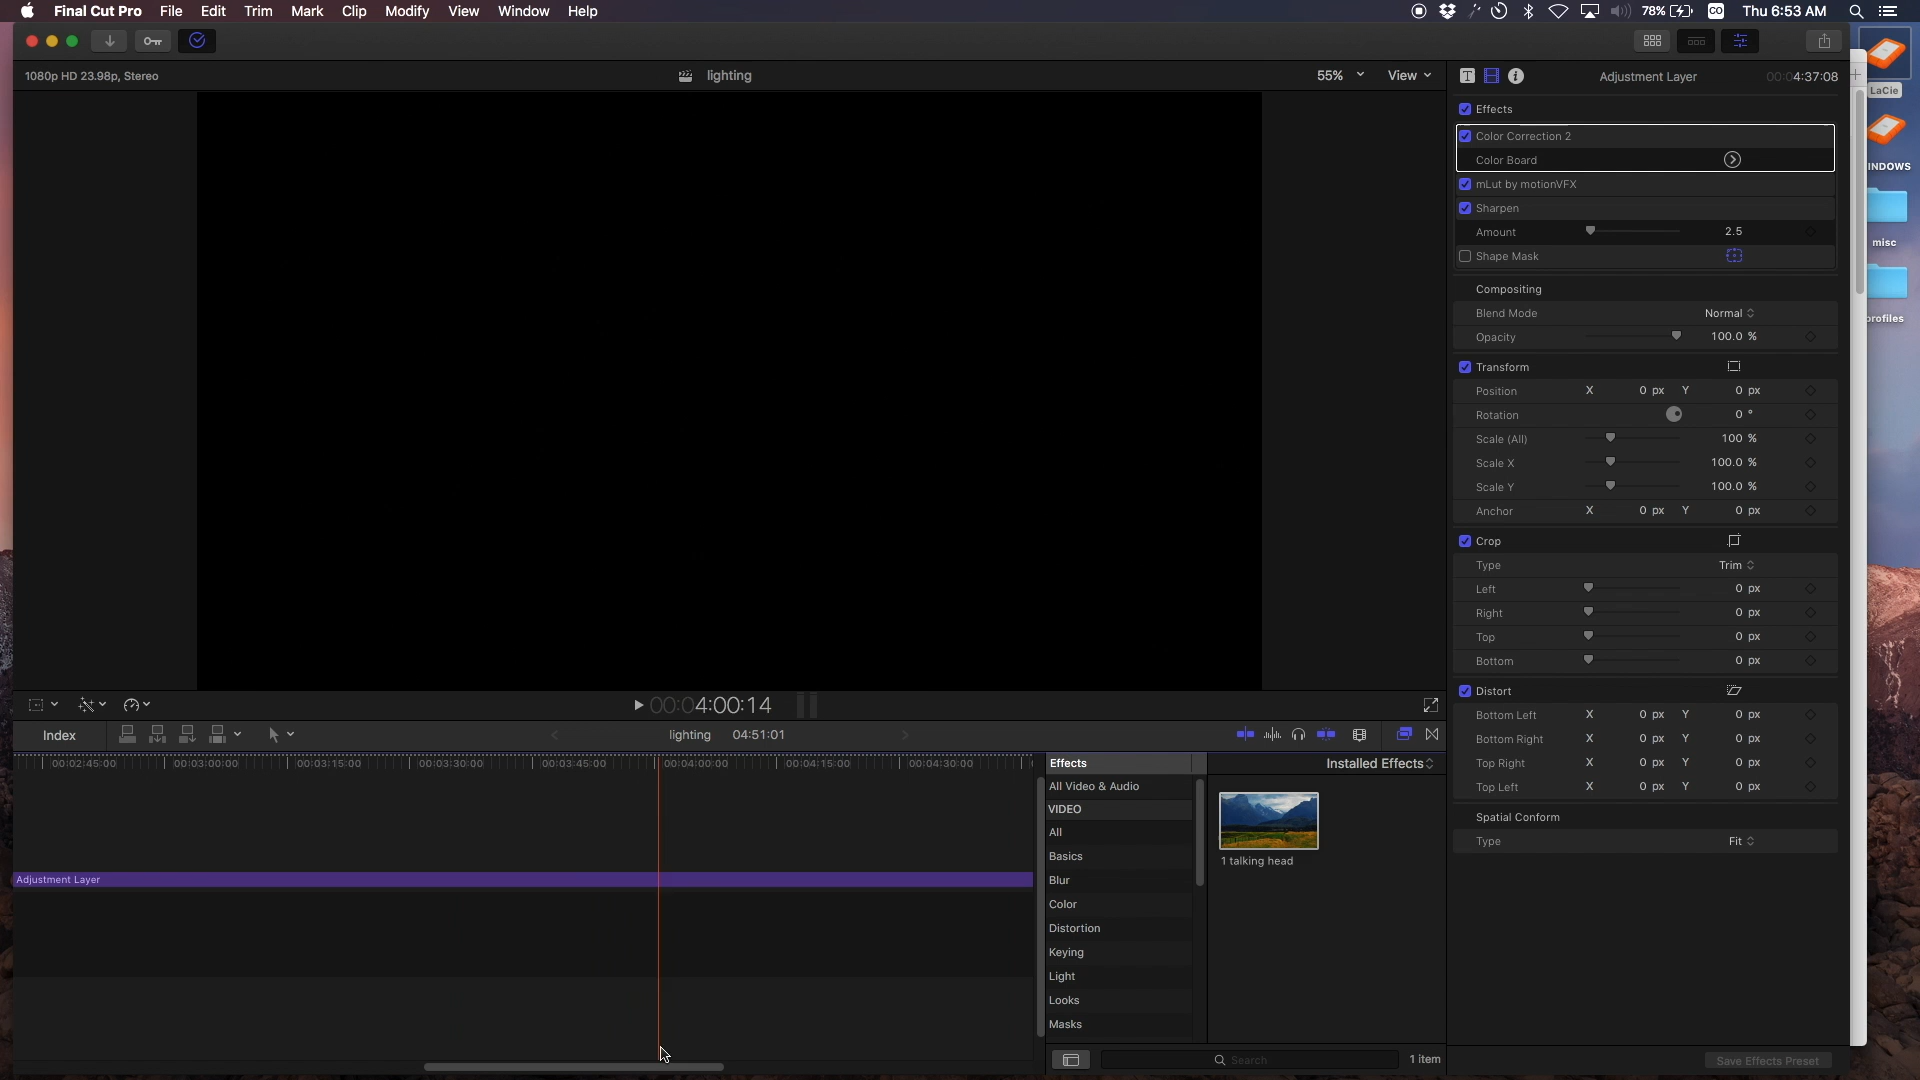 Final Cut Pro File Edit Trim Mark Clip Modify View Window Help 78% CO Thu 6:53 AM
LaCie
INDOWS
misc
profiles
1080p HD 23.98p, Stereo lighting 55% View
Adjustment Layer 00:04:37:08
Effects
Color Correction 2
Color Board
mLut by motionVFX
Sharpen
Amount 2.5
Shape Mask
Compositing
Blend Mode Normal
Opacity 100.0 %
Transform
Position X 0 px Y 0 px
Rotation 0 °
Scale (All) 100 %
Scale X 100.0 %
Scale Y 100.0 %
Anchor X 0 px Y 0 px
Crop
Type Trim
Left 0 px
Right 0 px
Top 0 px
Bottom 0 px
Distort
Bottom Left X 0 px Y 0 px
Bottom Right X 0 px Y 0 px
Top Right X 0 px Y 0 px
Top Left X 0 px Y 0 px
Spatial Conform
Type Fit
Save Effects Preset
00:04:00:14
Index lighting 04:51:01
00:02:45:00 00:03:00:00 00:03:15:00 00:03:30:00 00:03:45:00 00:04:00:00 00:04:15:00 00:04:30:00
Adjustment Layer
Effects Installed Effects
All Video & Audio
VIDEO
All
Basics
Blur
Color
Distortion
Keying
Light
Looks
Masks
1 talking head
Search 1 item